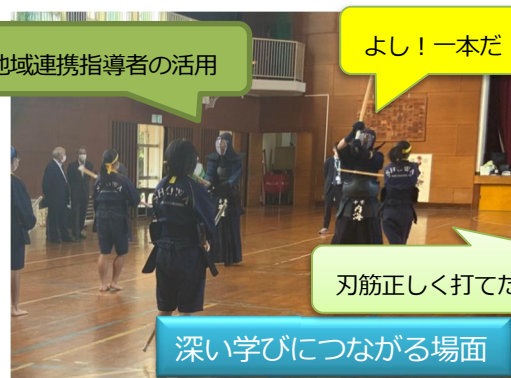 地域連携指導者の活用
よし！一本だ
刃筋正しく打てた
深い学びにつながる場面